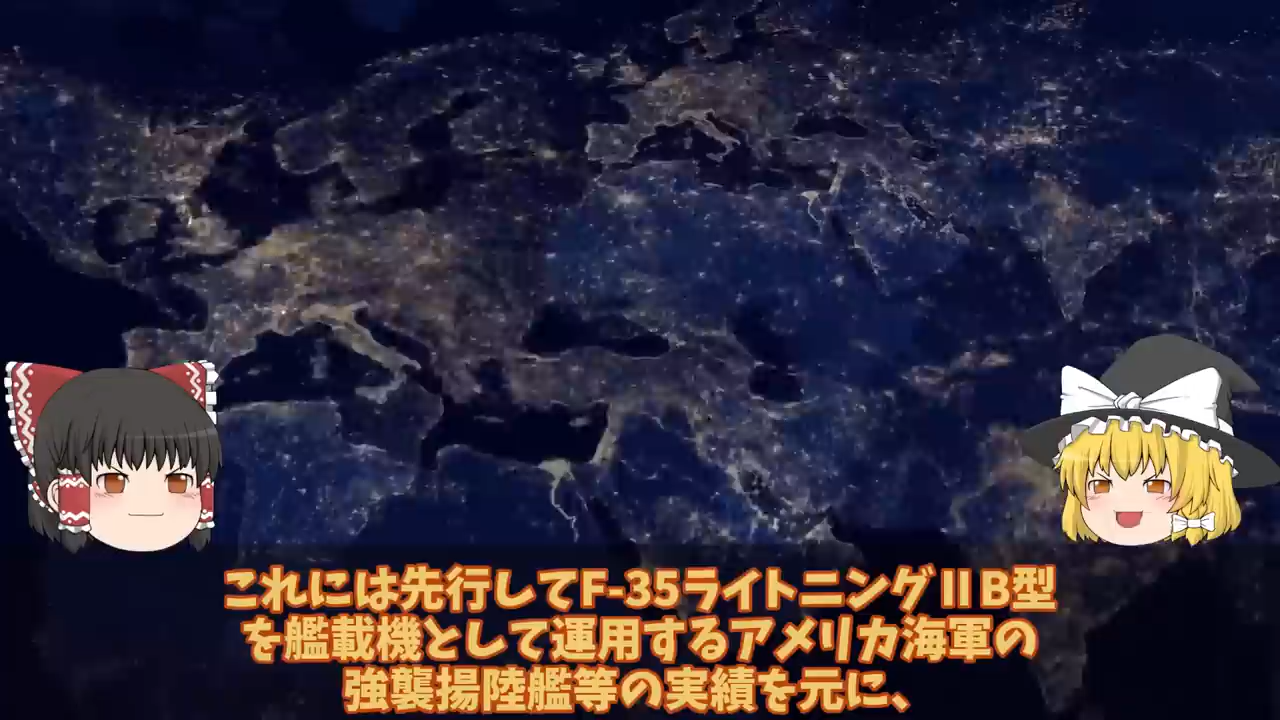 これには先行してF-35ライトニングⅡB型
を艦載機として運用するアメリカ海軍の
強襲揚陸艦等の実績を元に、